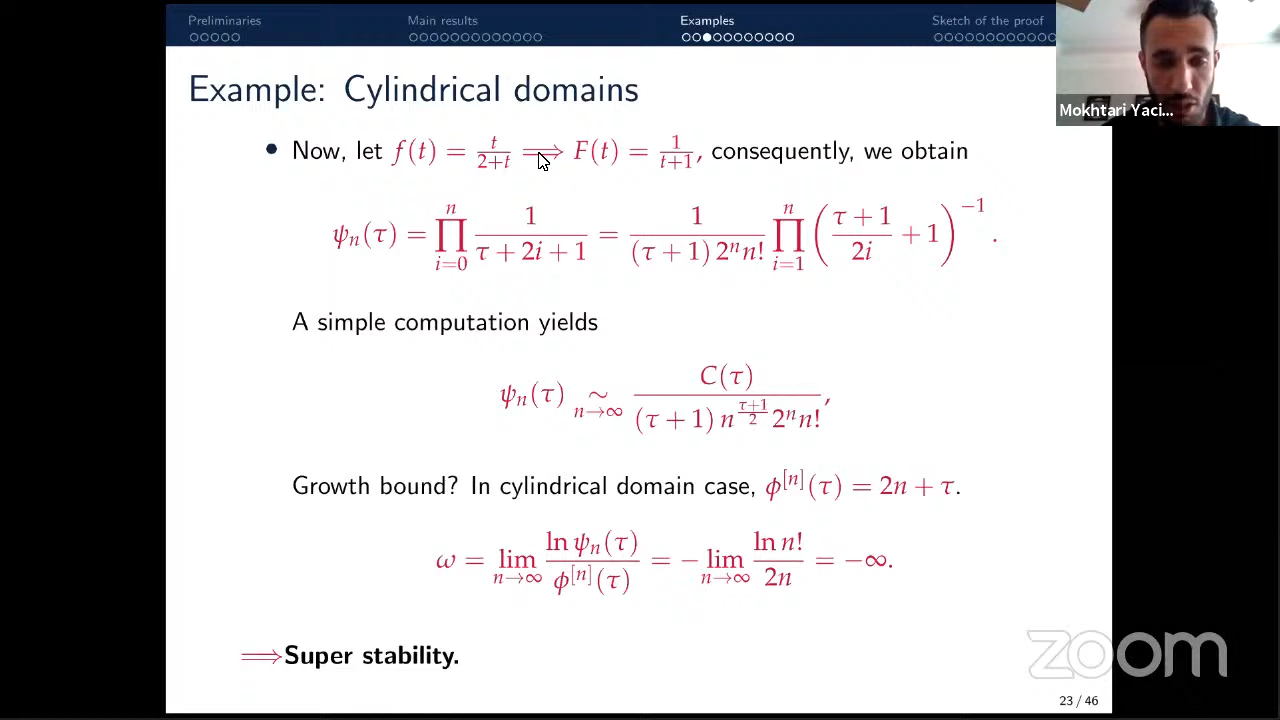 Preliminaries Main results Examples Sketch of the proof
Mokhtari Yaci...
Example: Cylindrical domains
• Now, let f(t) = t/(2+t) ⟹ F(t) = 1/(t+1), consequently, we obtain
ψ_n(τ) = ∏_{i=0}^{n} 1/(τ + 2i + 1) = 1/((τ + 1) 2^n n!) ∏_{i=1}^{n} ((τ + 1)/(2i) + 1)^{−1}.
A simple computation yields
ψ_n(τ) ∼_{n→∞} C(τ)/((τ + 1) n^{(τ+1)/2} 2^n n!),
Growth bound? In cylindrical domain case, ϕ^{[n]}(τ) = 2n + τ.
ω = lim_{n→∞} ln ψ_n(τ)/ϕ^{[n]}(τ) = − lim_{n→∞} ln n!/2n = −∞.
⟹Super stability.
zoom
23 / 46